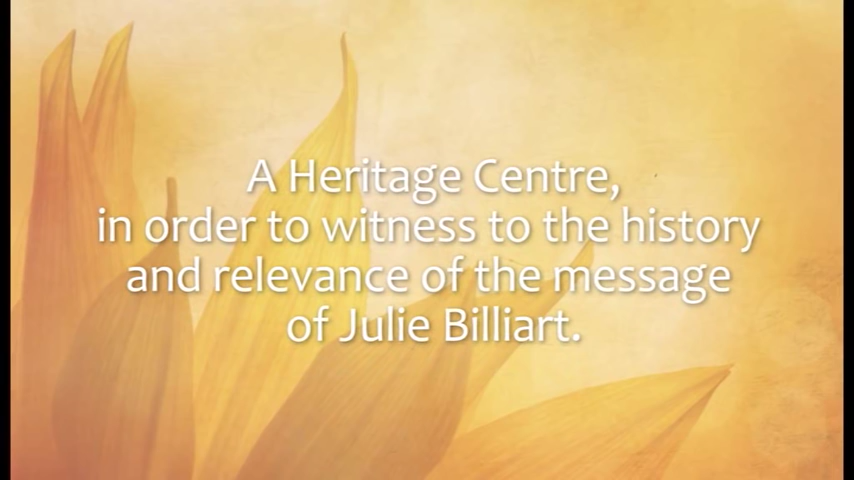 A Heritage Centre,
in order to witness to the history
and relevance of the message
of Julie Billiart.